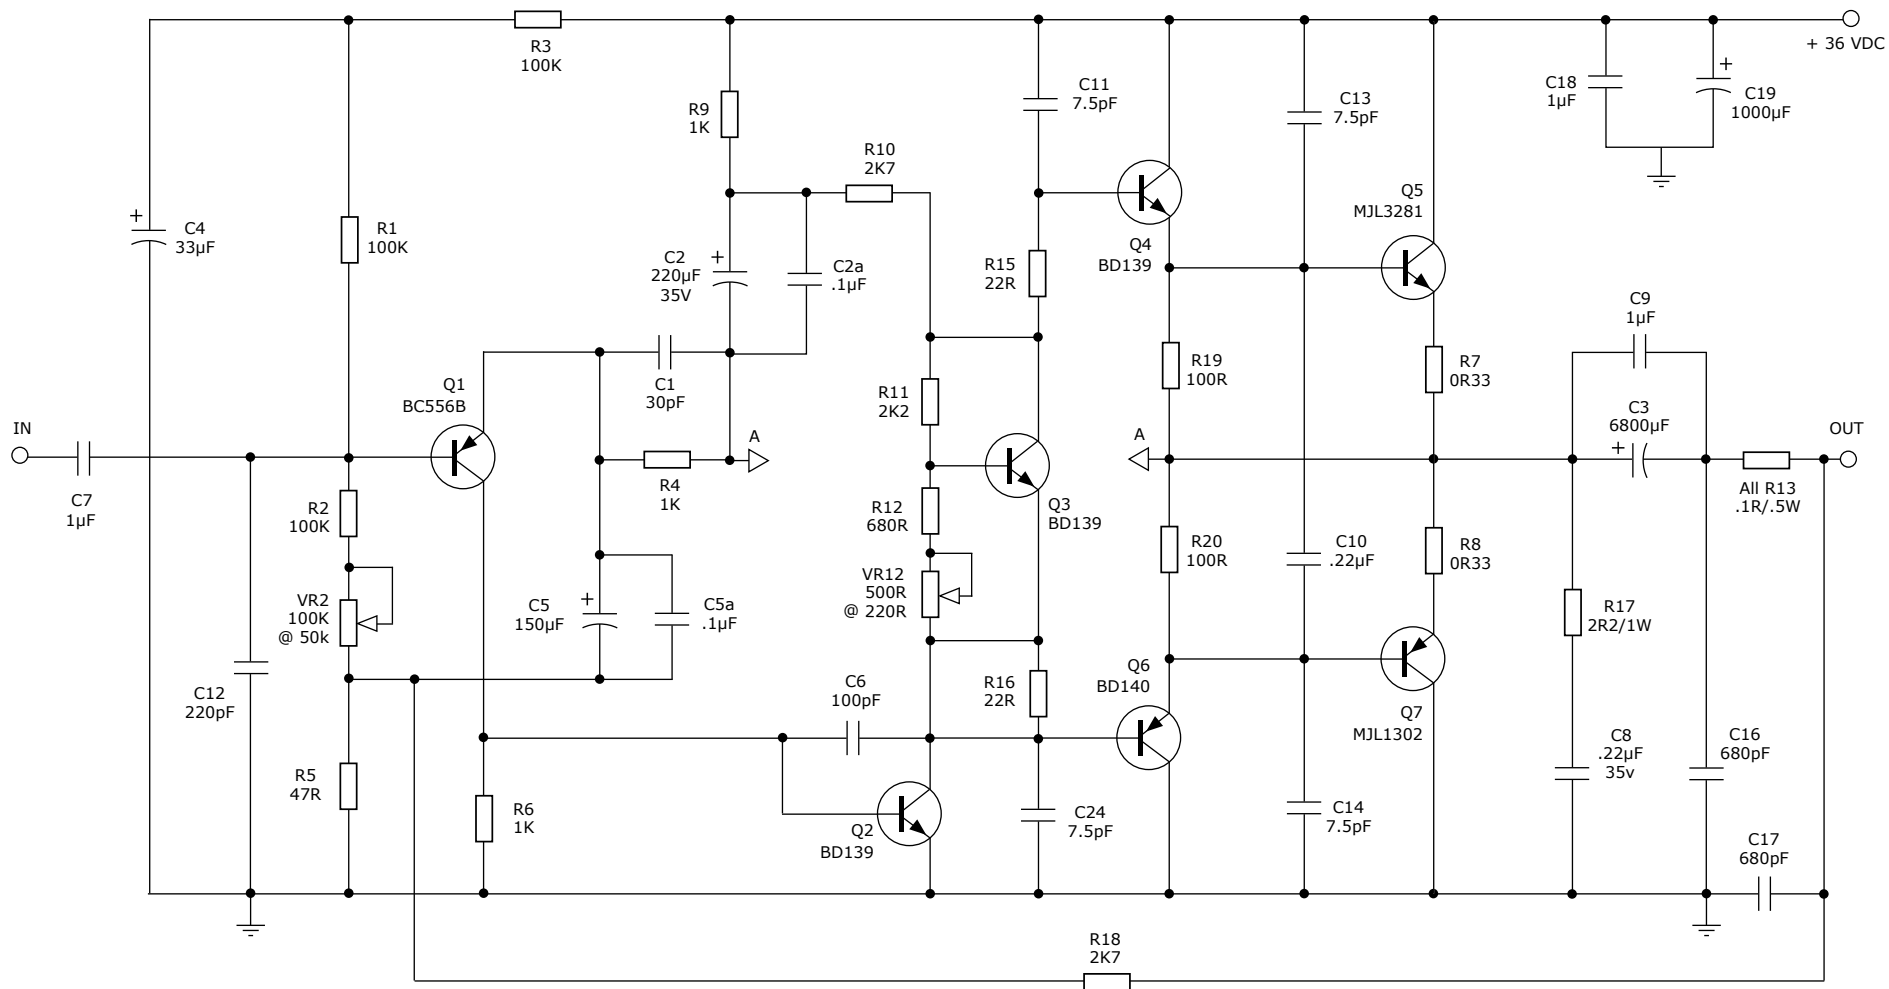 R3
100K
+ 36 VDC
C11
7.5pF
C18
1µF
+
C19
1000µF
R9
1K
C13
7.5pF
R10
2K7
Q5
MJL3281
+
C4
33µF
R1
100K
Q4
BD139
C2
220µF
35V
+
C2a
.1µF
R15
22R
C9
1µF
R19
100R
R7
0R33
Q1
BC556B
C1
30pF
R11
2K2
C3
6800µF
+
IN
A
A
OUT
C7
1µF
R4
1K
R2
100K
Q3
BD139
R12
680R
All R13
.1R/.5W
R20
100R
C10
.22µF
R8
0R33
VR2
100K
@ 50k
+
C5
150µF
C5a
.1µF
VR12
500R
@ 220R
R17
2R2/1W
C12
220pF
C6
100pF
R16
22R
Q6
BD140
Q7
MJL1302
C8
.22µF
35v
C16
680pF
R5
47R
R6
1K
Q2
BD139
C24
7.5pF
C14
7.5pF
C17
680pF
R18
2K7